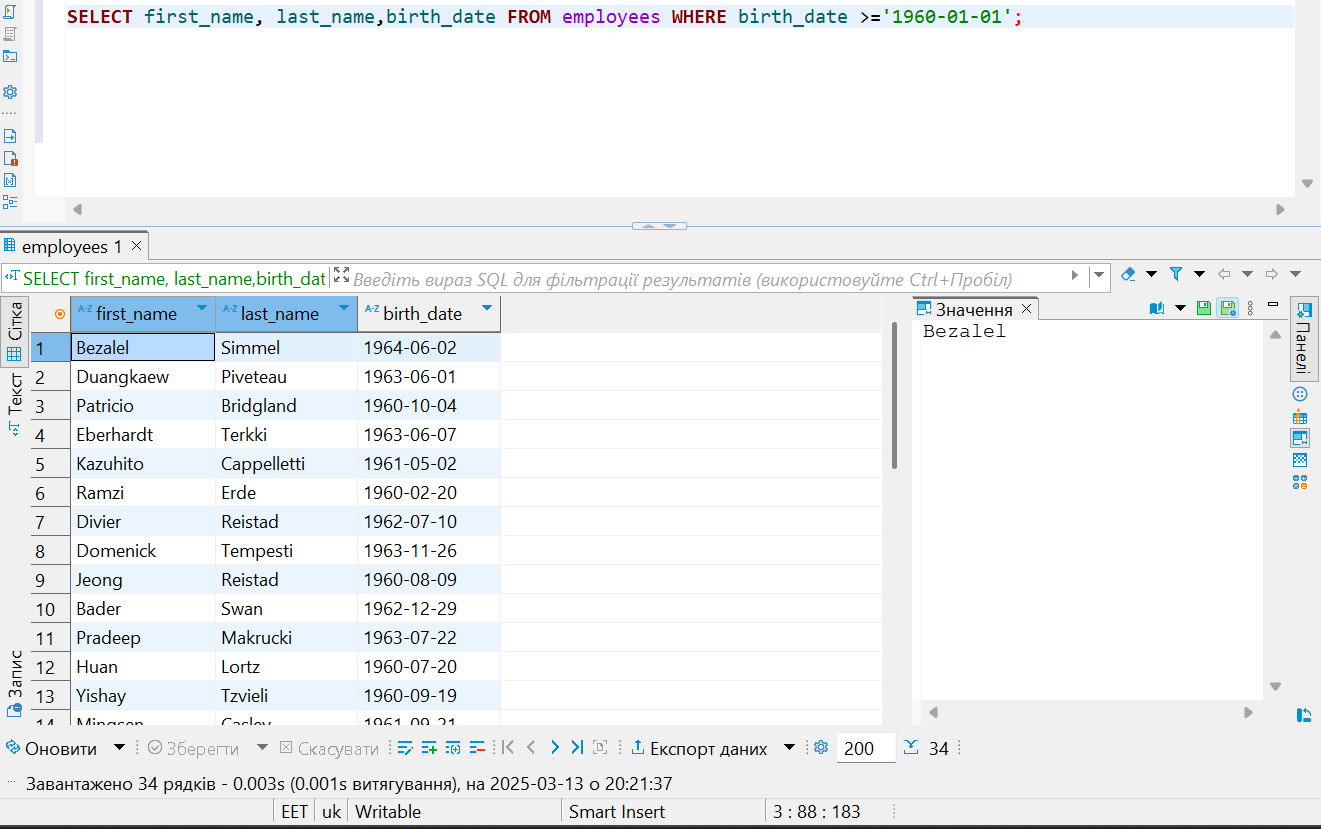 SELECT first_name, last_name,birth_date FROM employees WHERE birth_date >='1960-01-01';
employees 1
SELECT first_name, last_name,birth_dat Введіть вираз SQL для фільтрації результатів (використовуйте Ctrl+Пробіл)
Сітка
Текст
Запис
A-Z first_name A-Z last_name A-Z birth_date
1 Bezalel Simmel 1964-06-02
2 Duangkaew Piveteau 1963-06-01
3 Patricio Bridgland 1960-10-04
4 Eberhardt Terkki 1963-06-07
5 Kazuhito Cappelletti 1961-05-02
6 Ramzi Erde 1960-02-20
7 Divier Reistad 1962-07-10
8 Domenick Tempesti 1963-11-26
9 Jeong Reistad 1960-08-09
10 Bader Swan 1962-12-29
11 Pradeep Makrucki 1963-07-22
12 Huan Lortz 1960-07-20
13 Yishay Tzvieli 1960-09-19
14 Mingsen Casley 1961-09-21
Значення
Bezalel
Панелі
Оновити Зберегти Скасувати Експорт даних 200 34
Завантажено 34 рядків - 0.003s (0.001s витягування), на 2025-03-13 о 20:21:37
EET uk Writable Smart Insert 3 : 88 : 183